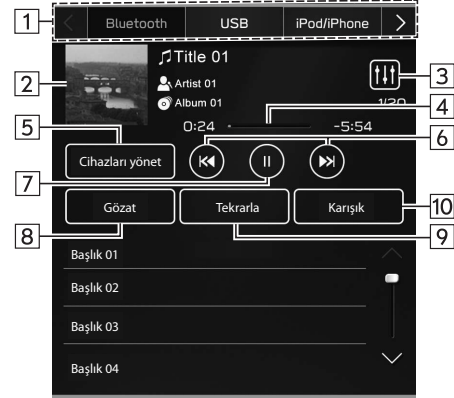 1 Bluetooth USB iPod/iPhone
2 Title 01 3
Artist 01
Album 01 1/20 4
5 0:24 -5:54 6
Cihazları yönet
7
Gözat Tekrarla Karışık 10
8 9
Başlık 01
Başlık 02
Başlık 03
Başlık 04